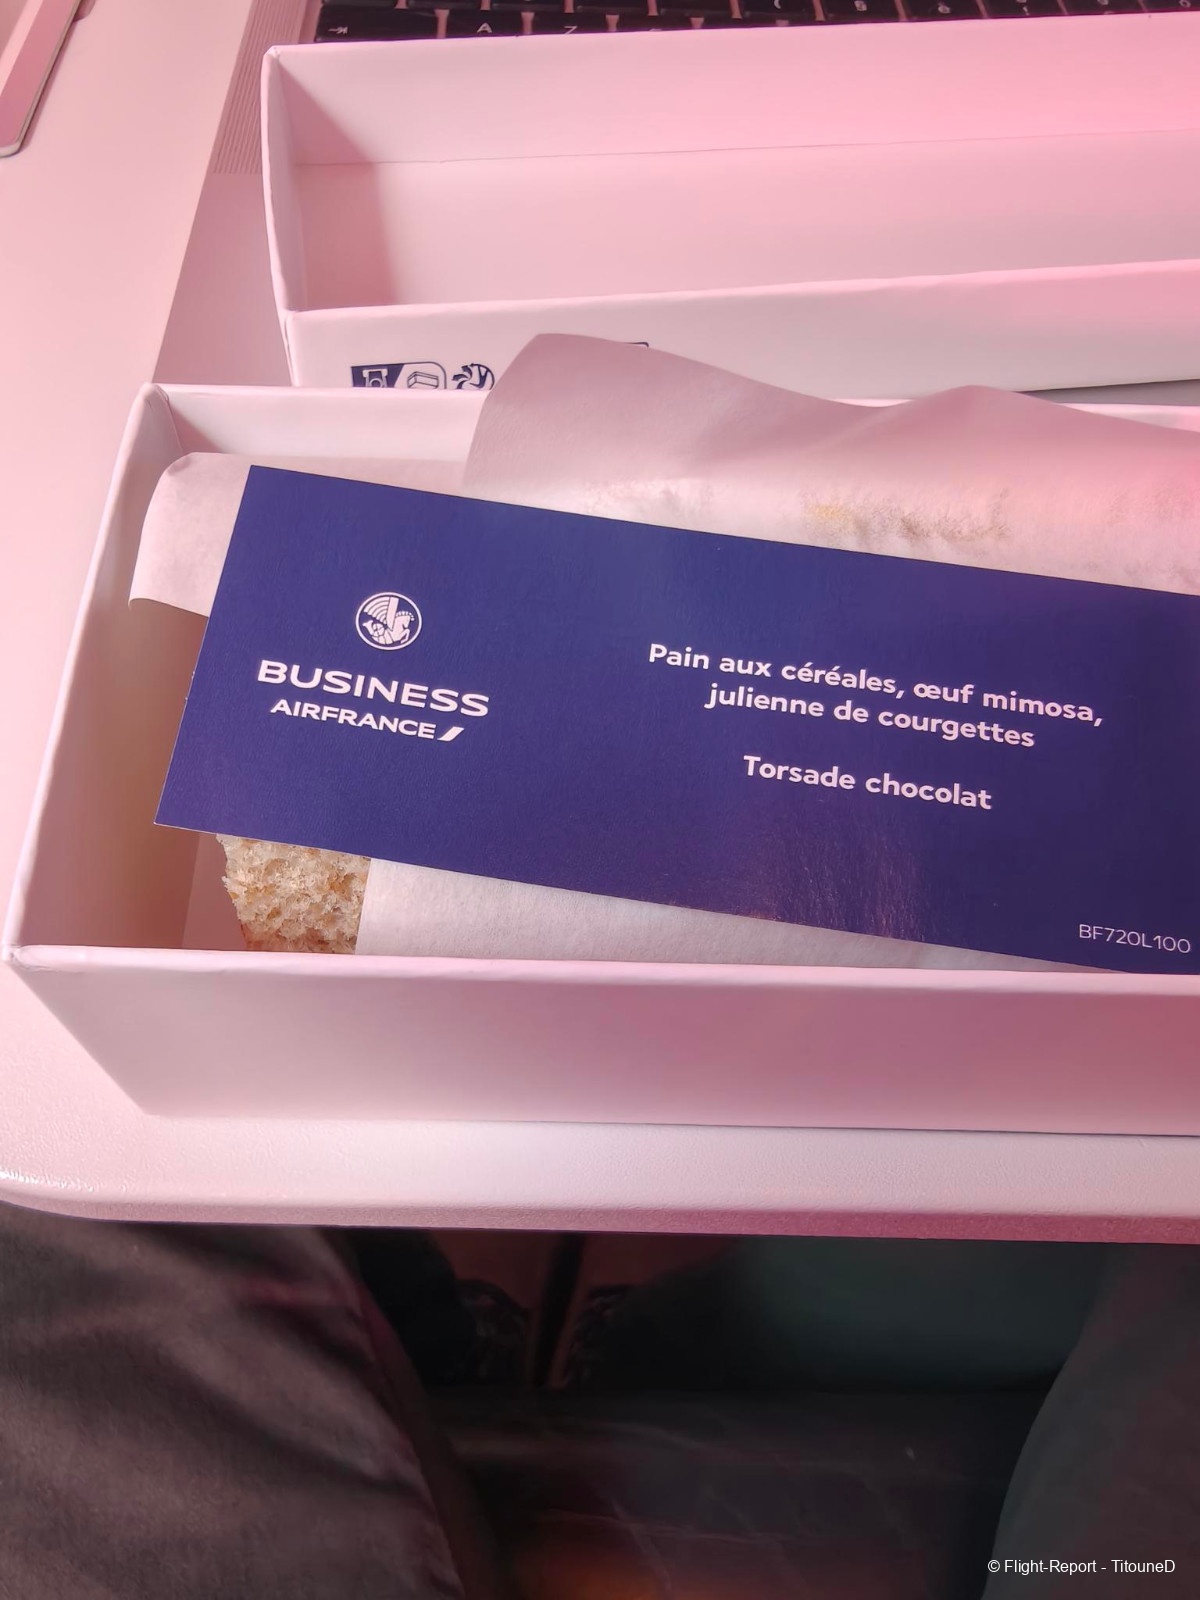 A Z
BUSINESS
AIRFRANCE
Pain aux céréales, œuf mimosa,
julienne de courgettes
Torsade chocolat
BF720L100
© Flight-Report - TitouneD